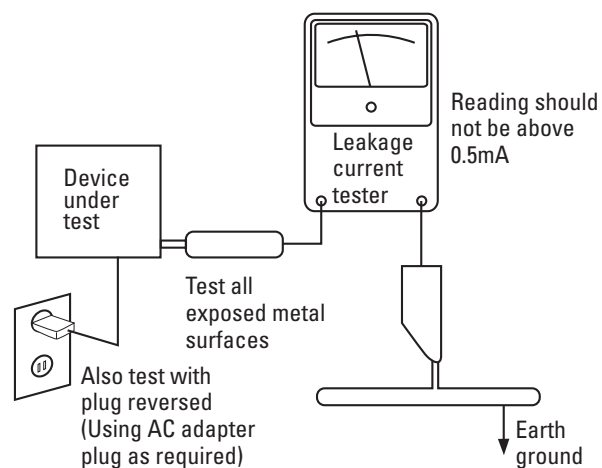 Reading should
not be above
0.5mA
Leakage
current
tester
Device
under
test
Test all
exposed metal
surfaces
Also test with
plug reversed
(Using AC adapter
plug as required)
Earth
ground